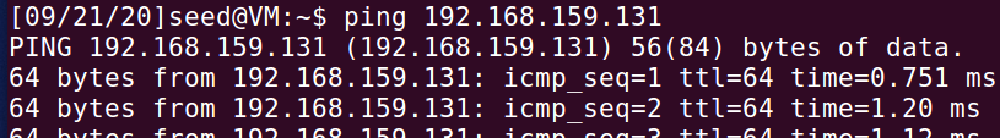 [09/21/20]seed@VM:~$ ping 192.168.159.131
PING 192.168.159.131 (192.168.159.131) 56(84) bytes of data.
64 bytes from 192.168.159.131: icmp_seq=1 ttl=64 time=0.751 ms
64 bytes from 192.168.159.131: icmp_seq=2 ttl=64 time=1.20 ms
64 bytes from 192.168.159.131: icmp_seq=3 ttl=64 time=1.12 ms